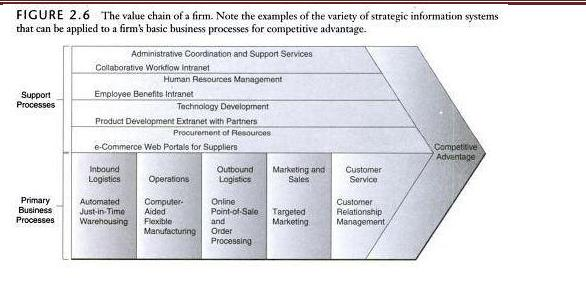 FIGURE 2.6 The value chain of a firm. Note the examples of the variety of strategic information systems
that can be applied to a firm's basic business processes for competitive advantage.
Administrative Coordination and Support Services
Collaborative Workflow Intranet
Human Resources Management
Support
Processes
Employee Benefits Intranet
Technology Development
Product Development Extranet with Partners
Procurement of Resources
e-Commerce Web Portals for Suppliers
Competitive
Advantage
Inbound
Logistics
Operations
Outbound
Logistics
Marketing and
Sales
Customer
Service
Primary
Business
Processes
Automated
Just-in-Time
Warehousing
Computer-
Aided
Flexible
Manufacturing
Online
Point-of-Sale
and
Order
Processing
Targeted
Marketing
Customer
Relationship
Management